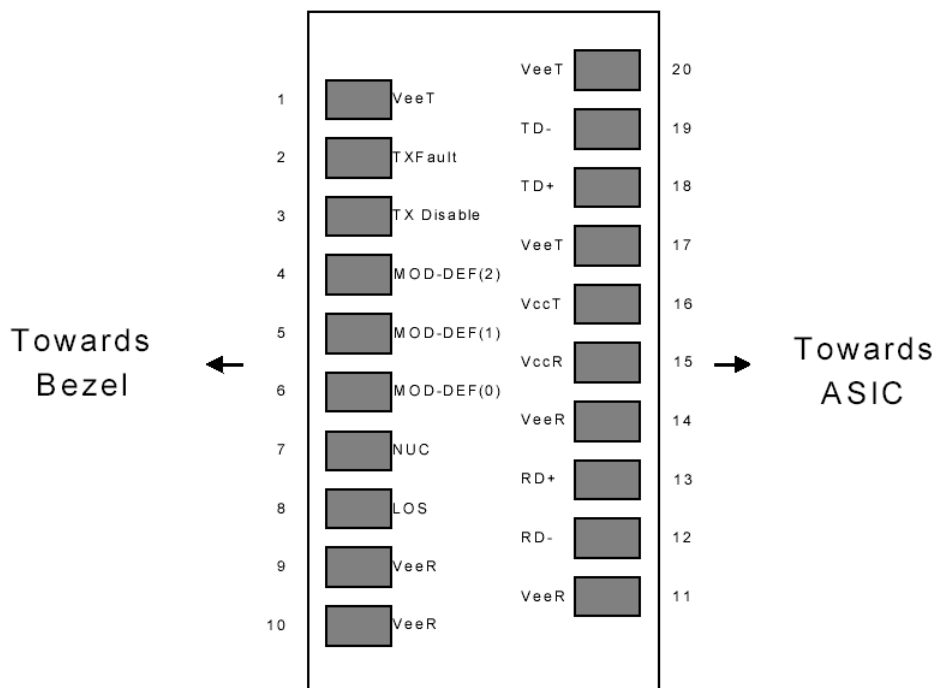 VeeT 20
1 VeeT
TD- 19
2 TXFault
TD+ 18
3 TX Disable
VeeT 17
4 MOD-DEF(2)
VccT 16
5 MOD-DEF(1)
Towards
Bezel
VccR 15
Towards
ASIC
6 MOD-DEF(0)
VeeR 14
7 NUC
RD+ 13
8 LOS
RD- 12
9 VeeR
VeeR 11
10 VeeR